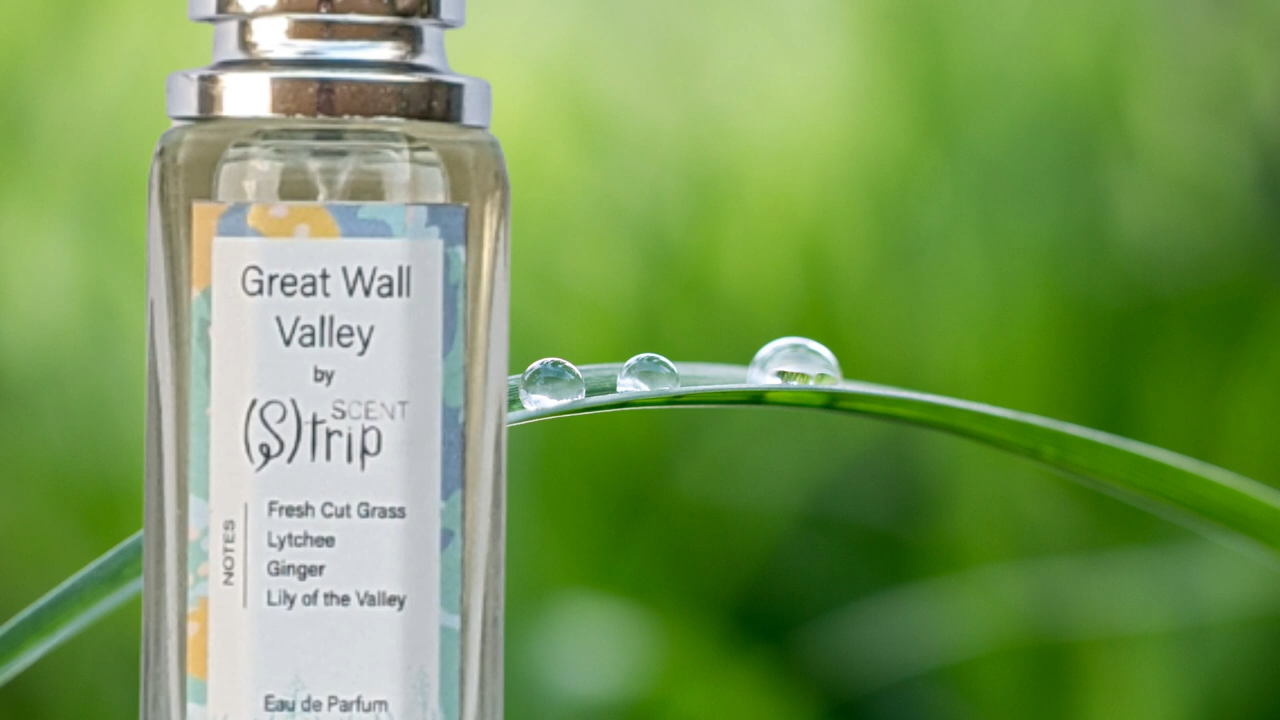 Great Wall
Valley
by
SCENT
(S)trip
NOTES
Fresh Cut Grass
Lytchee
Ginger
Lily of the Valley
Eau de Parfum